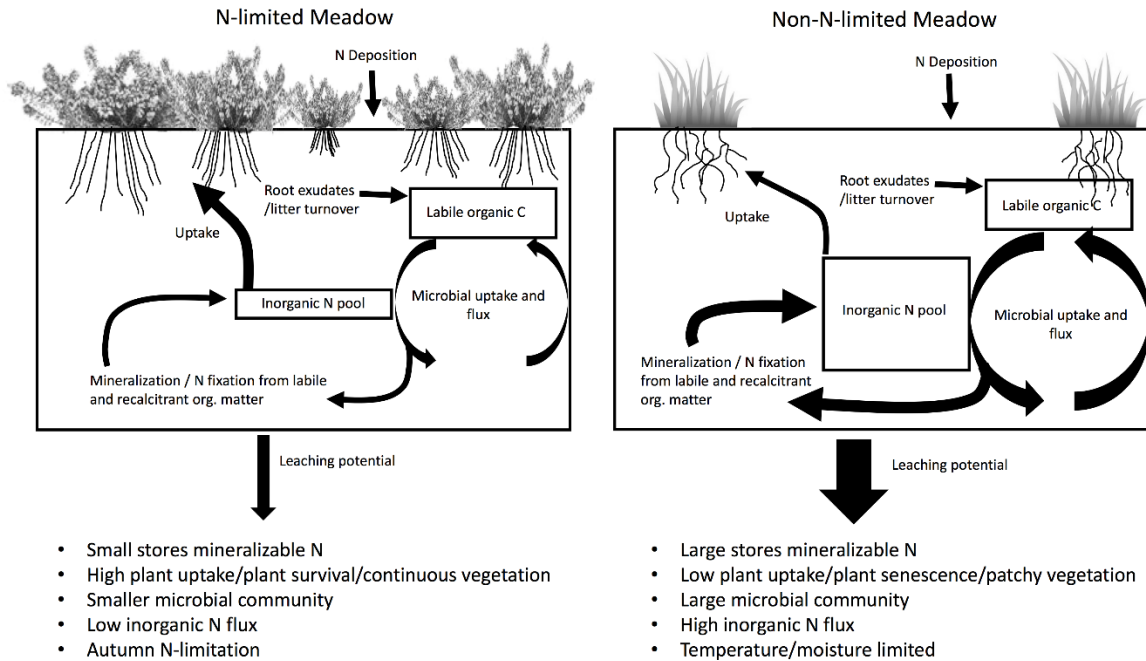 N-limited Meadow
N Deposition
Root exudates
/litter turnover
Labile organic C
Uptake
Inorganic N pool
Microbial uptake and
flux
Mineralization / N fixation from labile
and recalcitrant org. matter
Leaching potential
• Small stores mineralizable N
• High plant uptake/plant survival/continuous vegetation
• Smaller microbial community
• Low inorganic N flux
• Autumn N-limitation
Non-N-limited Meadow
N Deposition
Root exudates
/litter turnover
Labile organic C
Uptake
Inorganic N pool
Microbial uptake and
flux
Mineralization / N fixation
from labile and recalcitrant
org. matter
Leaching potential
• Large stores mineralizable N
• Low plant uptake/plant senescence/patchy vegetation
• Large microbial community
• High inorganic N flux
• Temperature/moisture limited